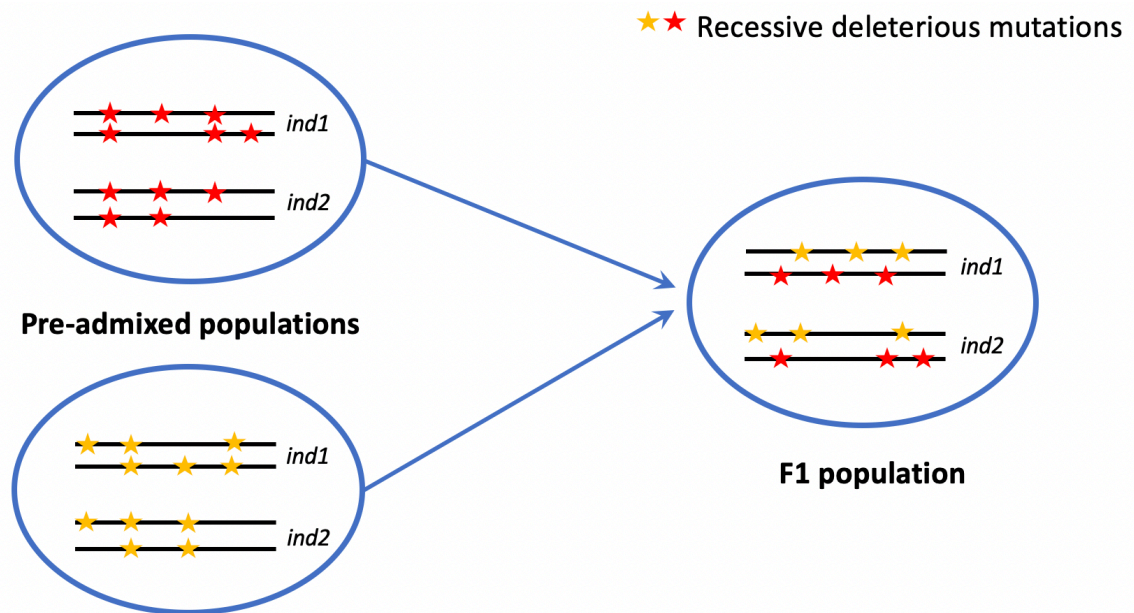 Recessive deleterious mutations
ind1
ind2
Pre-admixed populations
ind1
ind2
ind1
ind2
F1 population